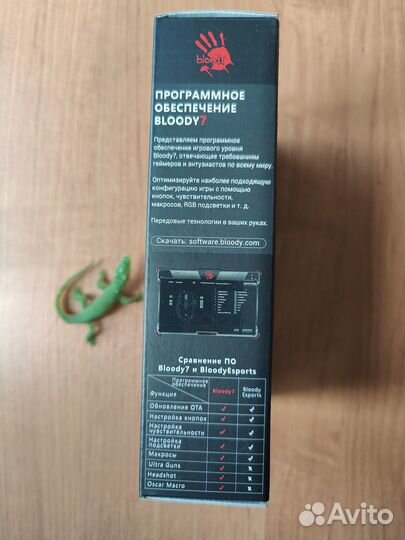 bloody
ПРОГРАММНОЕ
ОБЕСПЕЧЕНИЕ
BLOODY7
Представляем программное
обеспечение игрового уровня
Bloody7, отвечающее требованиям
геймеров и энтузиастов по всему миру.
Оптимизируйте наиболее подходящую
конфигурацию игры с помощью
кнопок, чувствительности,
макросов, RGB подсветки и т. д.
Передовые технологии в ваших руках.
Скачать: software.bloody.com
Сравнение ПО
Bloody7 и BloodyEsports
Программное
обеспечение
Функция
Bloody7
Bloody
Esports
Обновление OTA
Настройка кнопок
Настройка
чувствительности
Настройка
подсветки
Макросы
Ultra Guns
Headshot
Oscar Macro
Avito